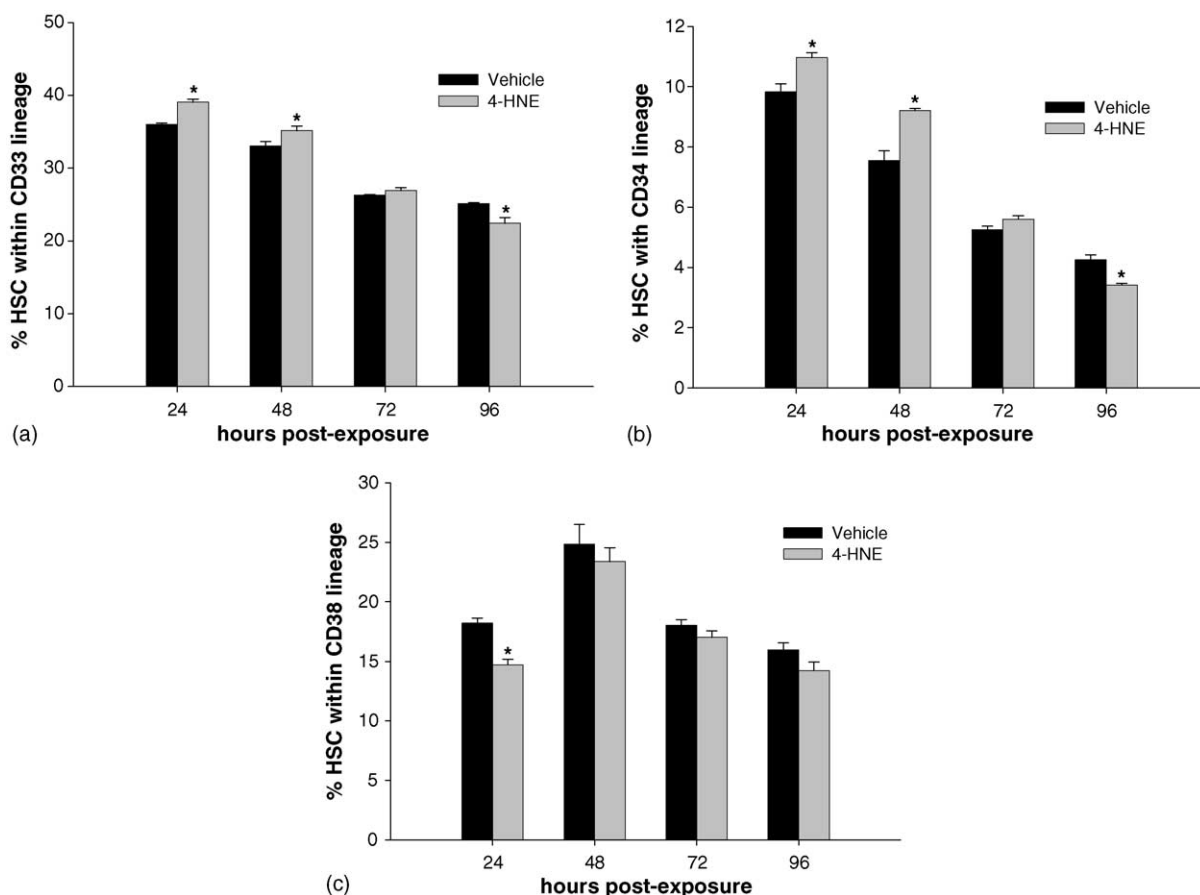 50
40
30
20
10
0
% HSC within CD33 lineage
*
*
*
Vehicle
4-HNE
24 48 72 96
hours post-exposure
(a)
12
10
8
6
4
2
0
% HSC with CD34 lineage
*
*
*
Vehicle
4-HNE
24 48 72 96
hours post-exposure
(b)
30
25
20
15
10
5
0
% HSC within CD38 lineage
*
Vehicle
4-HNE
24 48 72 96
hours post-exposure
(c)